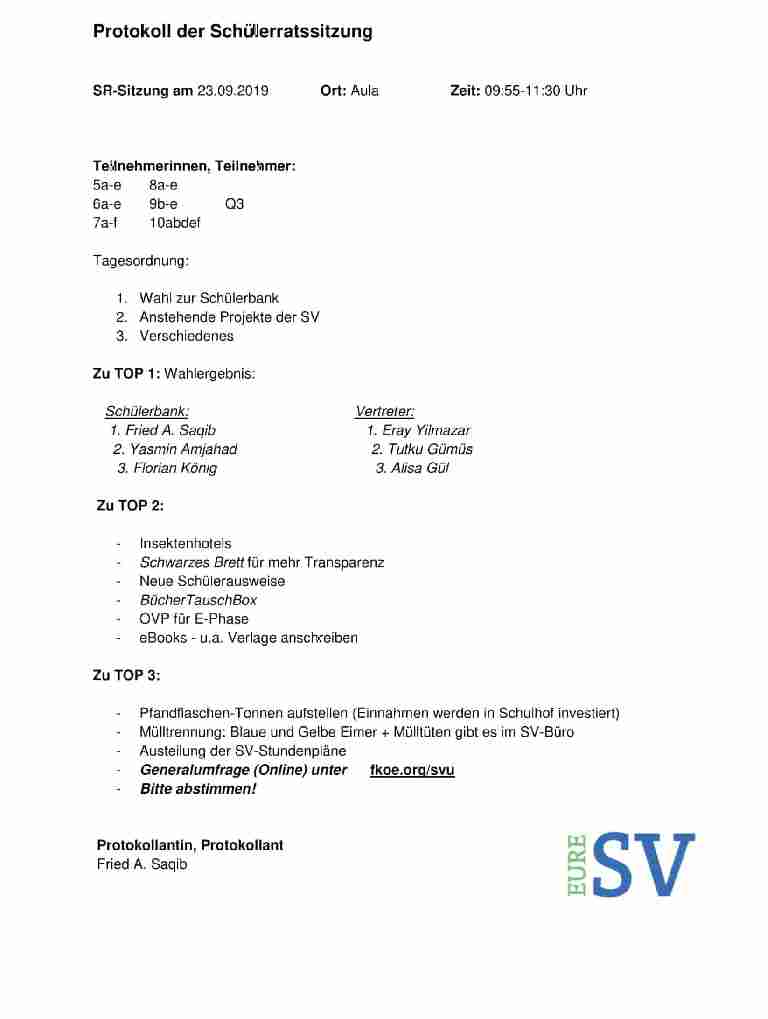 Protokoll der Schülerratssitzung
SR-Sitzung am 23.09.2019 Ort: Aula Zeit: 09:55-11:30 Uhr
Teilnehmerinnen, Teilnehmer:
5a-e 8a-e
6a-e 9b-e Q3
7a-f 10abdef
Tagesordnung:
1. Wahl zur Schülerbank
2. Anstehende Projekte der SV
3. Verschiedenes
Zu TOP 1: Wahlergebnis:
Schülerbank: Vertreter:
1. Fried A. Saqib 1. Eray Yilmazar
2. Yasmin Amjahad 2. Tutku Gümüs
3. Florian König 3. Alisa Gül
Zu TOP 2:
- Insektenhotels
- Schwarzes Brett für mehr Transparenz
- Neue Schülerausweise
- BücherTauschBox
- OVP für E-Phase
- eBooks - u.a. Verlage anschreiben
Zu TOP 3:
- Pfandflaschen-Tonnen aufstellen (Einnahmen werden in Schulhof investiert)
- Mülltrennung: Blaue und Gelbe Eimer + Mülltüten gibt es im SV-Büro
- Austeilung der SV-Stundenpläne
- Generalumfrage (Online) unter fkoe.org/svu
- Bitte abstimmen!
Protokollantin, Protokollant
Fried A. Saqib
EURE SV